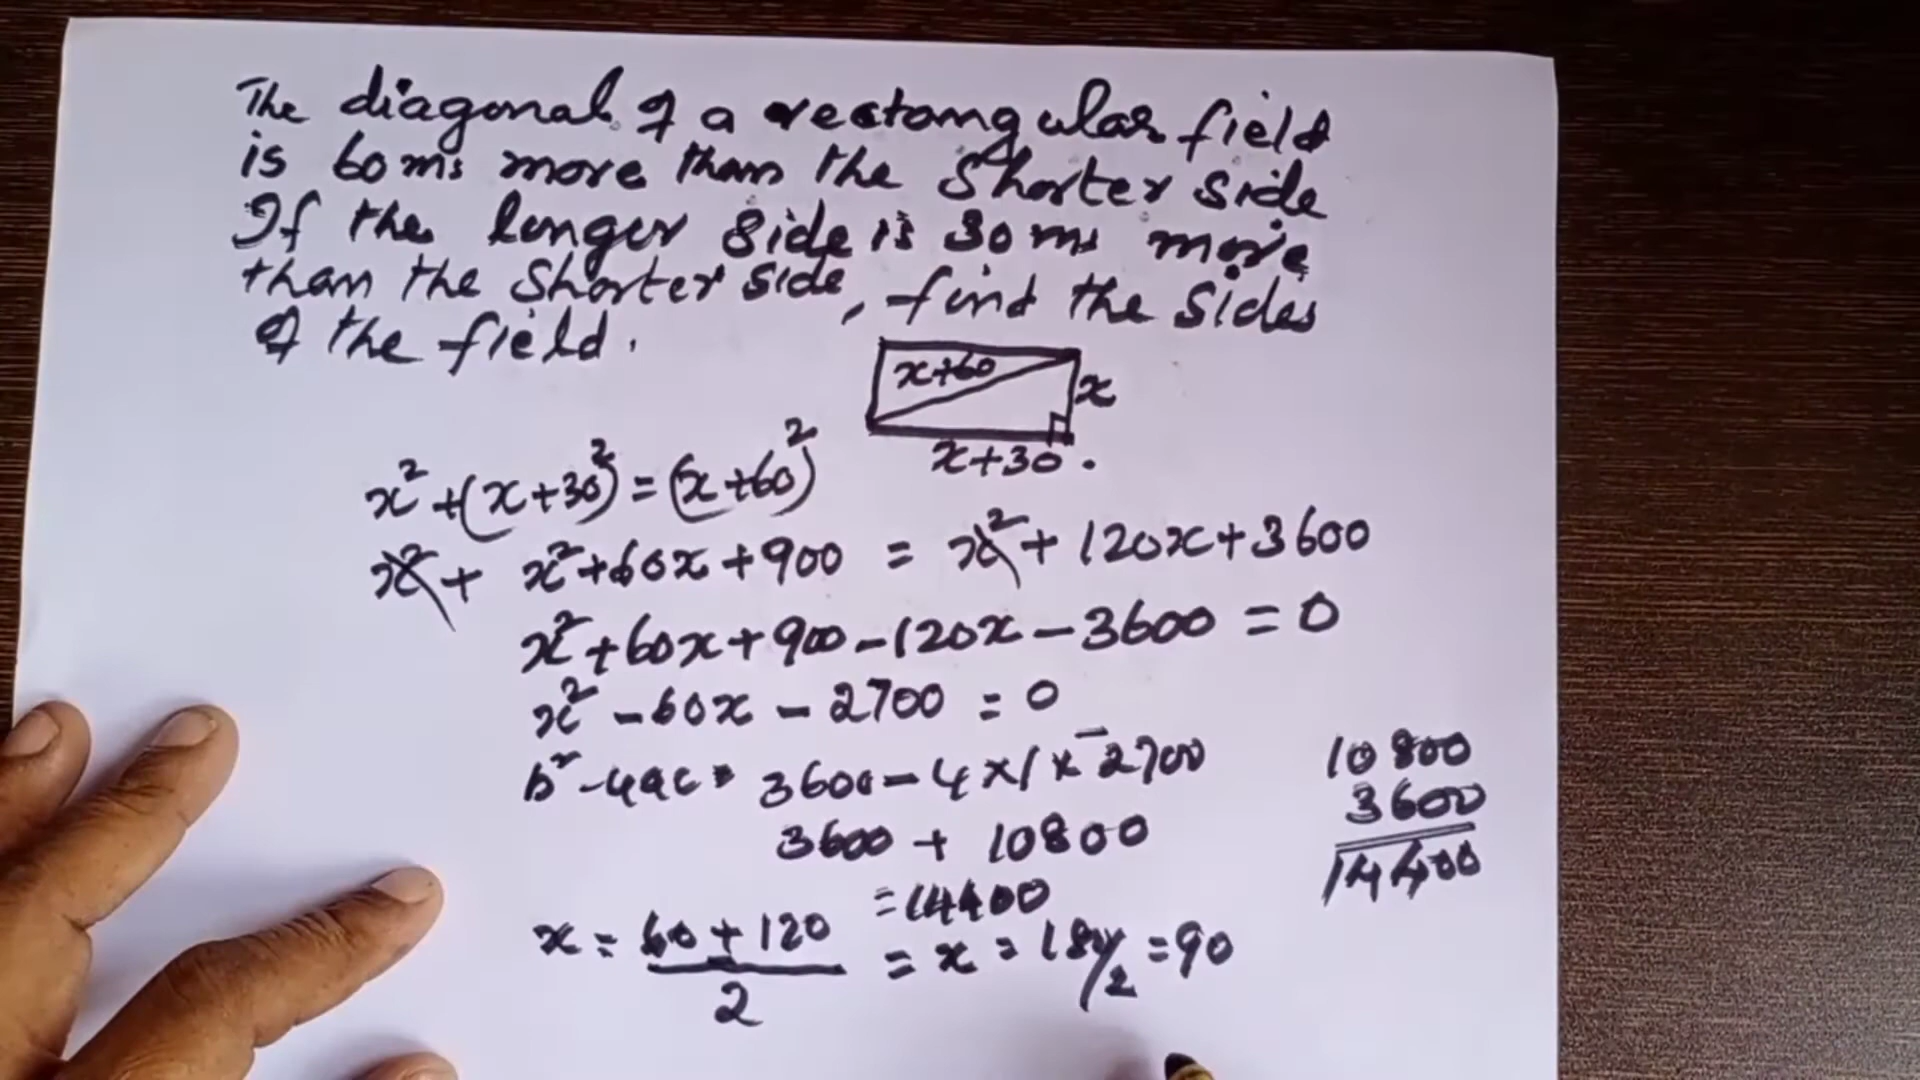 The diagonal of a rectangular field
is 60 ms more than the shorter side
If the longer side is 30 ms more
than the shorter side, find the sides
of the field.
x+60
x
x+30.
x² + (x+30)² = (x+60)²
x² + x² + 60x + 900 = x² + 120x + 3600
x² + 60x + 900 - 120x - 3600 = 0
x² - 60x - 2700 = 0
b² - 4ac = 3600 - 4 x 1 x -2700
10800
3600 + 10800
3600
14400
= 14400
x = 60 ± 120 / 2 = x = 180/2 = 90